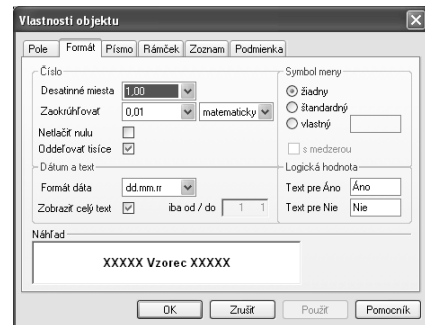 Vlastnosti objektu
Pole Formát Písmo Rámček Zoznam Podmienka
Číslo
Desatinné miesta 1,00
Zaokrúhľovať 0,01 matematicky
Netlačiť nulu
Oddeľovať tisíce
Symbol meny
žiadny
štandardný
vlastný
s medzerou
Dátum a text
Formát dáta dd.mm.rr
Zobraziť celý text iba od / do 1 1
Logická hodnota
Text pre Áno Áno
Text pre Nie Nie
Náhľad
XXXXX Vzorec XXXXX
OK Zrušiť Použiť Pomocník